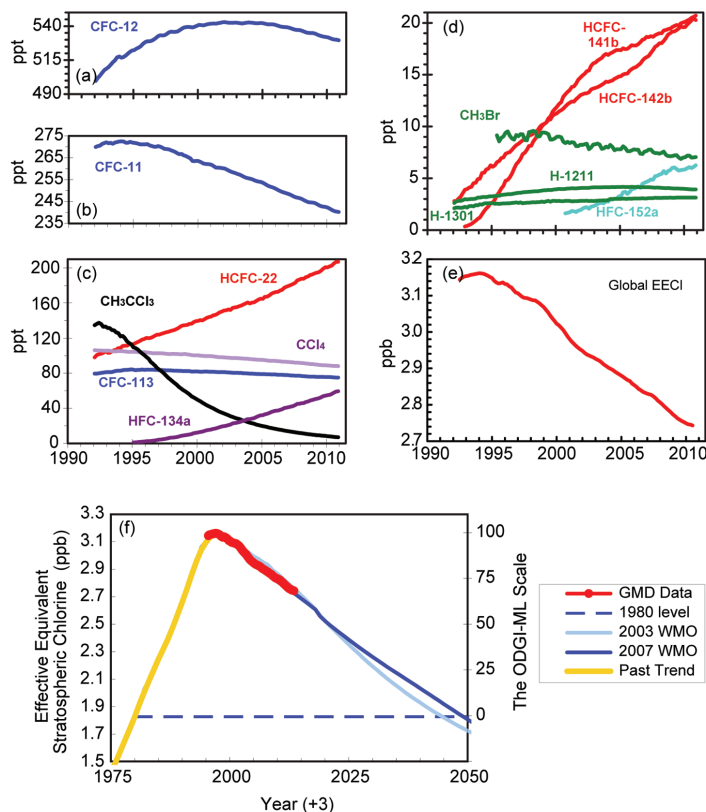 (a)
CFC-12
ppt
540
515
490
(b)
CFC-11
ppt
275
265
255
245
235
(c)
HCFC-22
CH₃CCl₃
CCl₄
CFC-113
HFC-134a
ppt
200
160
120
80
40
0
1990 1995 2000 2005 2010
(d)
HCFC-
141b
HCFC-142b
CH₃Br
H-1211
H-1301
HFC-152a
ppt
20
15
10
5
0
(e)
Global EECl
ppb
3.2
3.1
3.0
2.9
2.8
2.7
1990 1995 2000 2005 2010
(f)
Effective Equivalent
Stratospheric Chlorine (ppb)
3.3
3.1
2.9
2.7
2.5
2.3
2.1
1.9
1.7
1.5
100
75
50
25
0
The ODGI-ML Scale
1975 2000 2025 2050
Year (+3)
GMD Data
1980 level
2003 WMO
2007 WMO
Past Trend